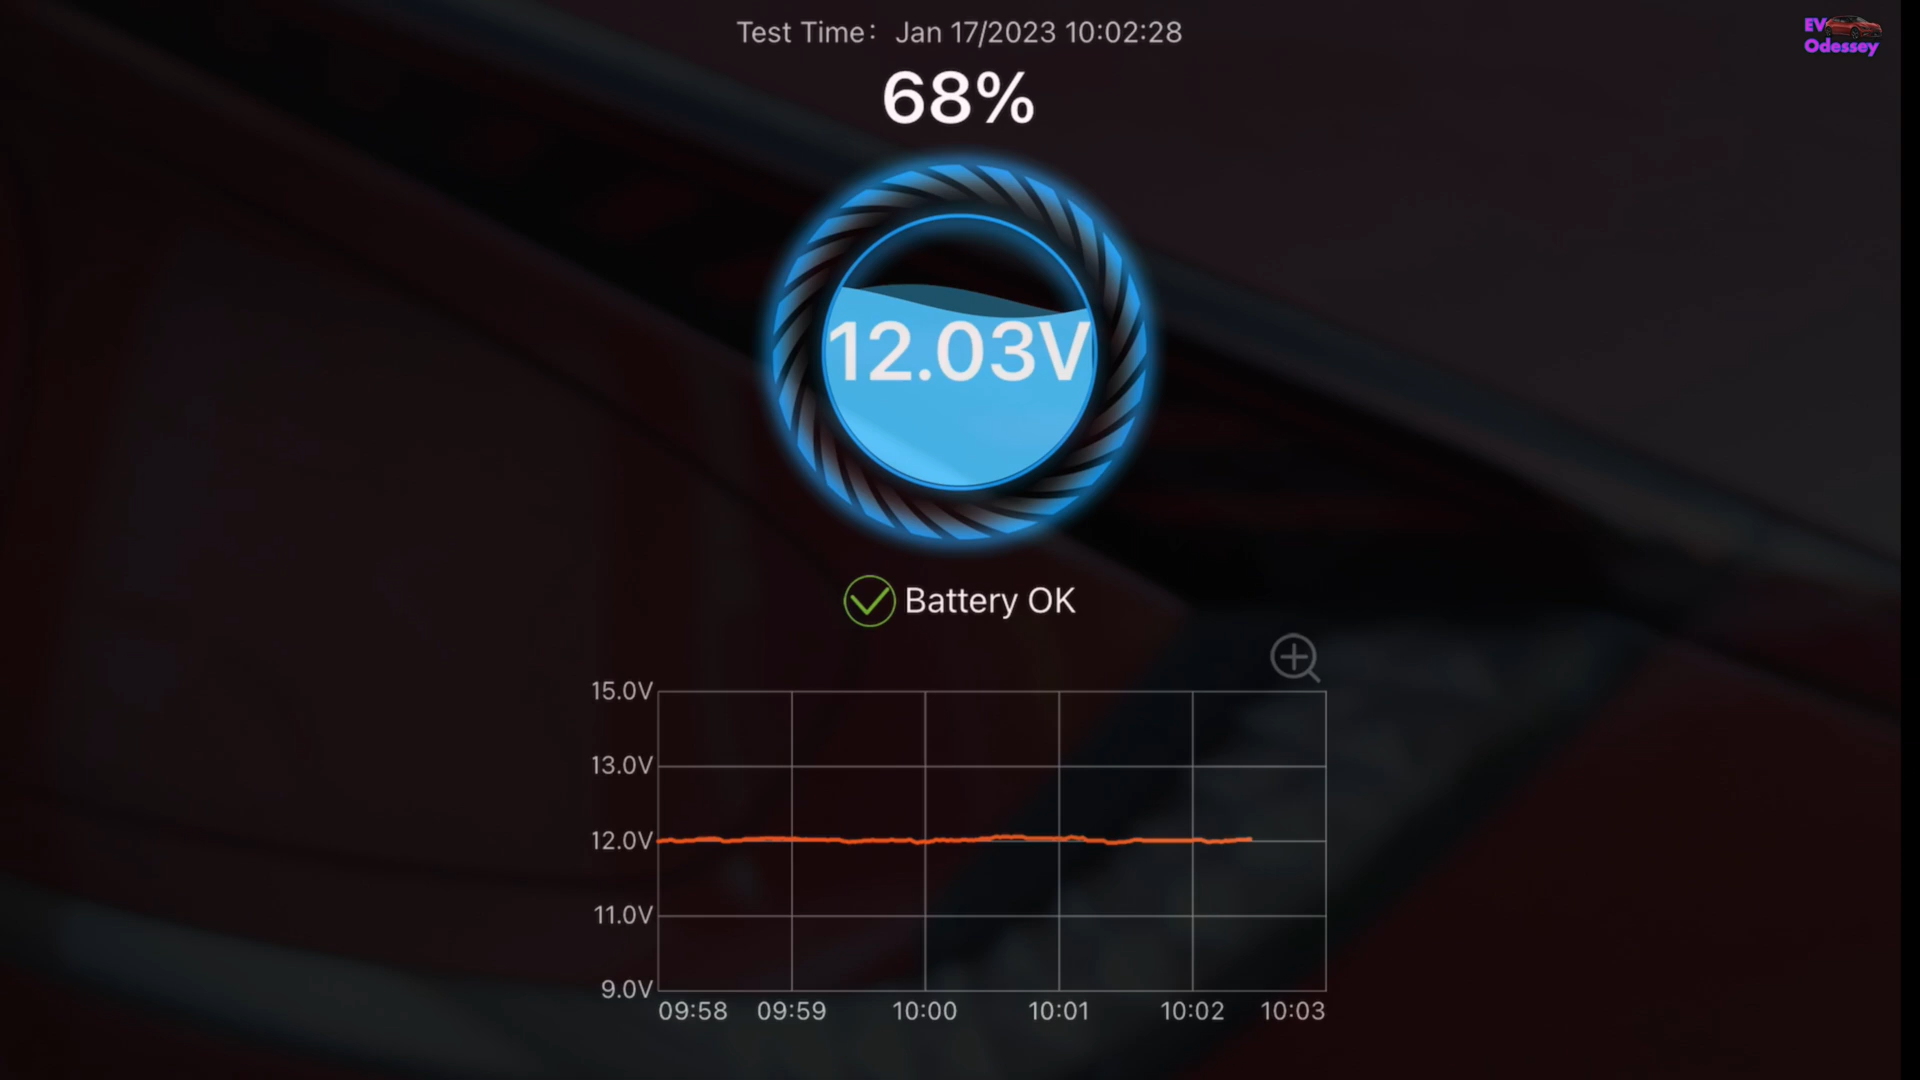 Test Time: Jan 17/2023 10:02:28
EV
Odessey
68%
12.03V
Battery OK
15.0V
13.0V
12.0V
11.0V
9.0V
09:58 09:59 10:00 10:01 10:02 10:03